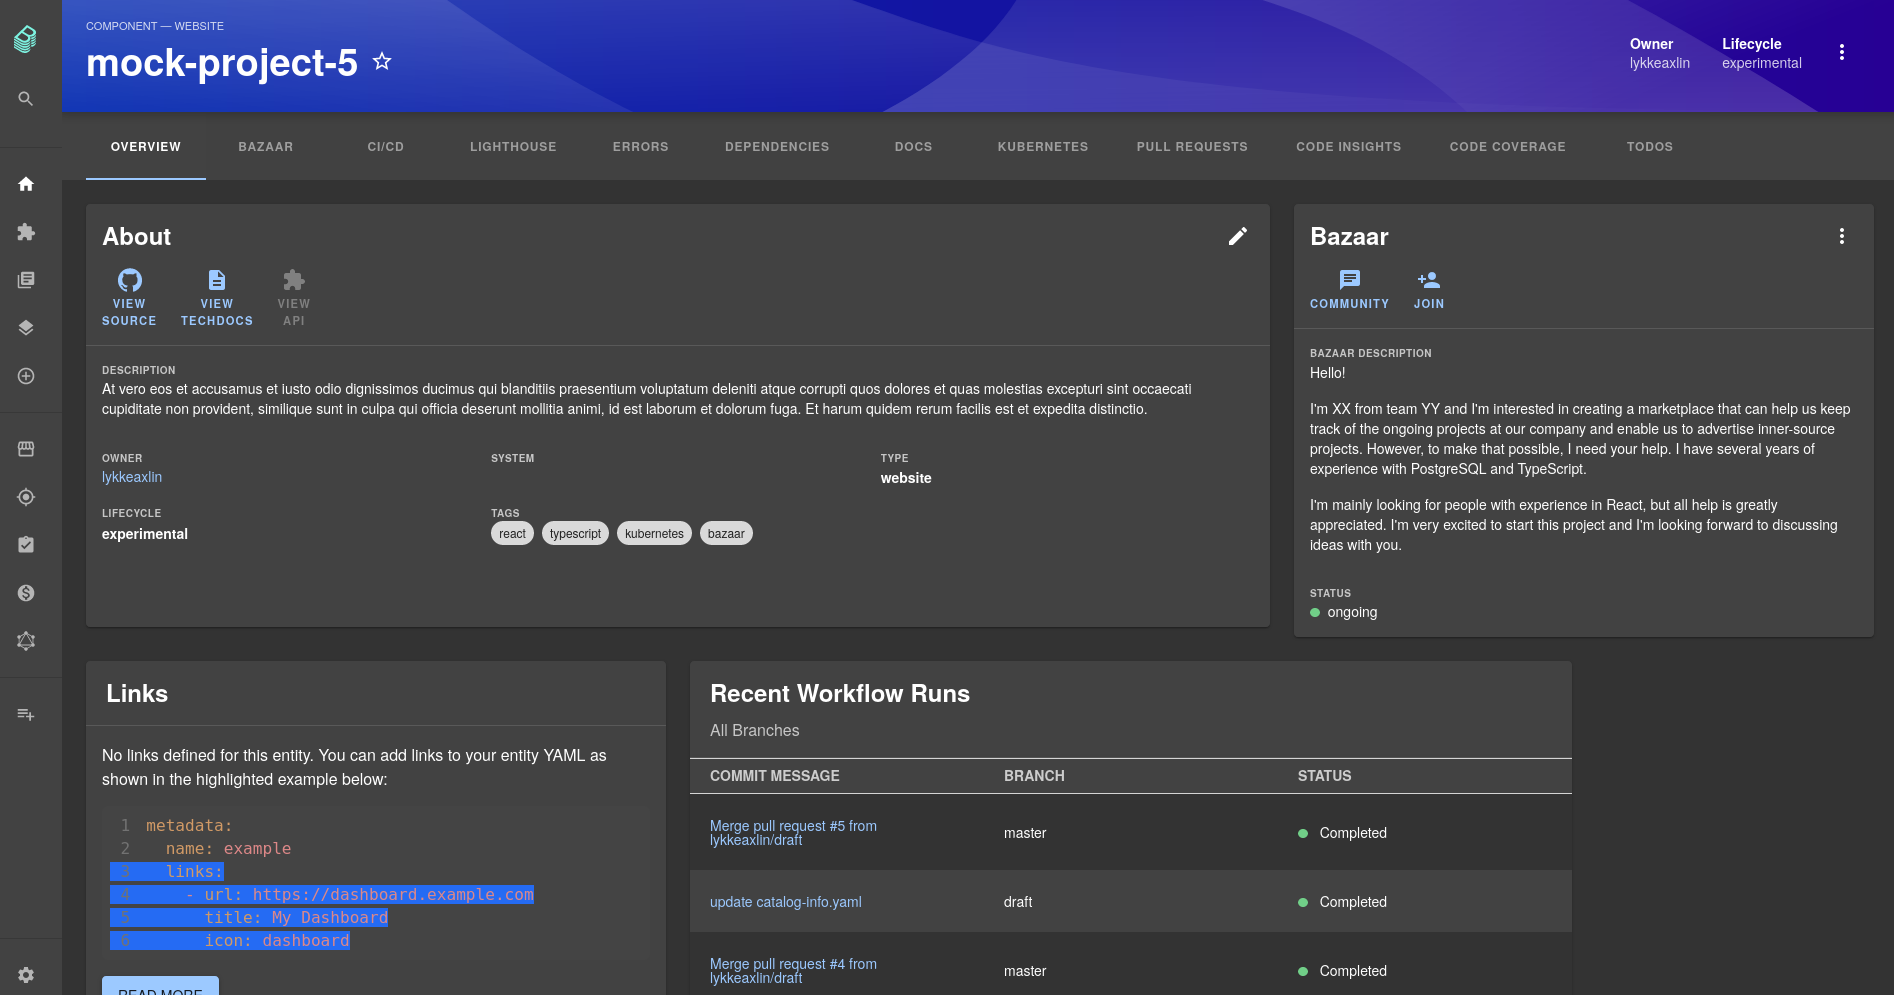 COMPONENT — WEBSITE
mock-project-5
Owner
lykkeaxlin
Lifecycle
experimental
OVERVIEW BAZAAR CI/CD LIGHTHOUSE ERRORS DEPENDENCIES DOCS KUBERNETES PULL REQUESTS CODE INSIGHTS CODE COVERAGE TODOS
About
VIEW
SOURCE
VIEW
TECHDOCS
VIEW
API
DESCRIPTION
At vero eos et accusamus et iusto odio dignissimos ducimus qui blanditiis praesentium voluptatum deleniti atque corrupti quos dolores et quas molestias excepturi sint occaecati
cupiditate non provident, similique sunt in culpa qui officia deserunt mollitia animi, id est laborum et dolorum fuga. Et harum quidem rerum facilis est et expedita distinctio.
OWNER
lykkeaxlin
SYSTEM
TYPE
website
LIFECYCLE
experimental
TAGS
react typescript kubernetes bazaar
Bazaar
COMMUNITY
JOIN
BAZAAR DESCRIPTION
Hello!
I'm XX from team YY and I'm interested in creating a marketplace that can help us keep
track of the ongoing projects at our company and enable us to advertise inner-source
projects. However, to make that possible, I need your help. I have several years of
experience with PostgreSQL and TypeScript.
I'm mainly looking for people with experience in React, but all help is greatly
appreciated. I'm very excited to start this project and I'm looking forward to discussing
ideas with you.
STATUS
ongoing
Links
No links defined for this entity. You can add links to your entity YAML as
shown in the highlighted example below:
1 metadata:
2 name: example
3 links:
4 - url: https://dashboard.example.com
5 title: My Dashboard
6 icon: dashboard
READ MORE
Recent Workflow Runs
All Branches
COMMIT MESSAGE BRANCH STATUS
Merge pull request #5 from
lykkeaxlin/draft
master
Completed
update catalog-info.yaml draft Completed
Merge pull request #4 from
lykkeaxlin/draft
master
Completed